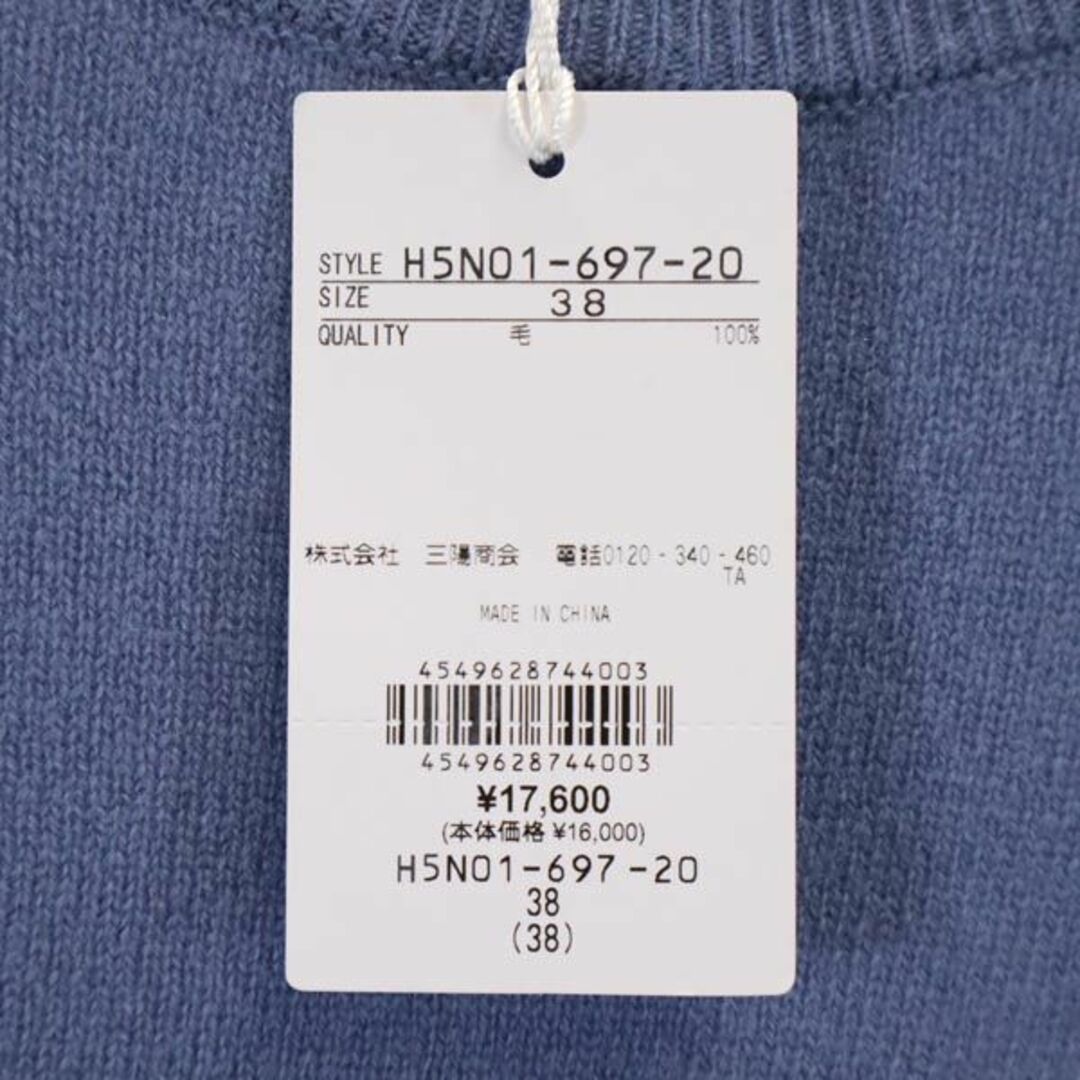 STYLE H5N01-697-20
SIZE 38
QUALITY 毛 100%
株式会社 三陽商会 電話0120-340-460
TA
MADE IN CHINA
4549628744003
4549628744003
¥17,600
(本体価格 ¥16,000)
H5N01-697-20
38
(38)